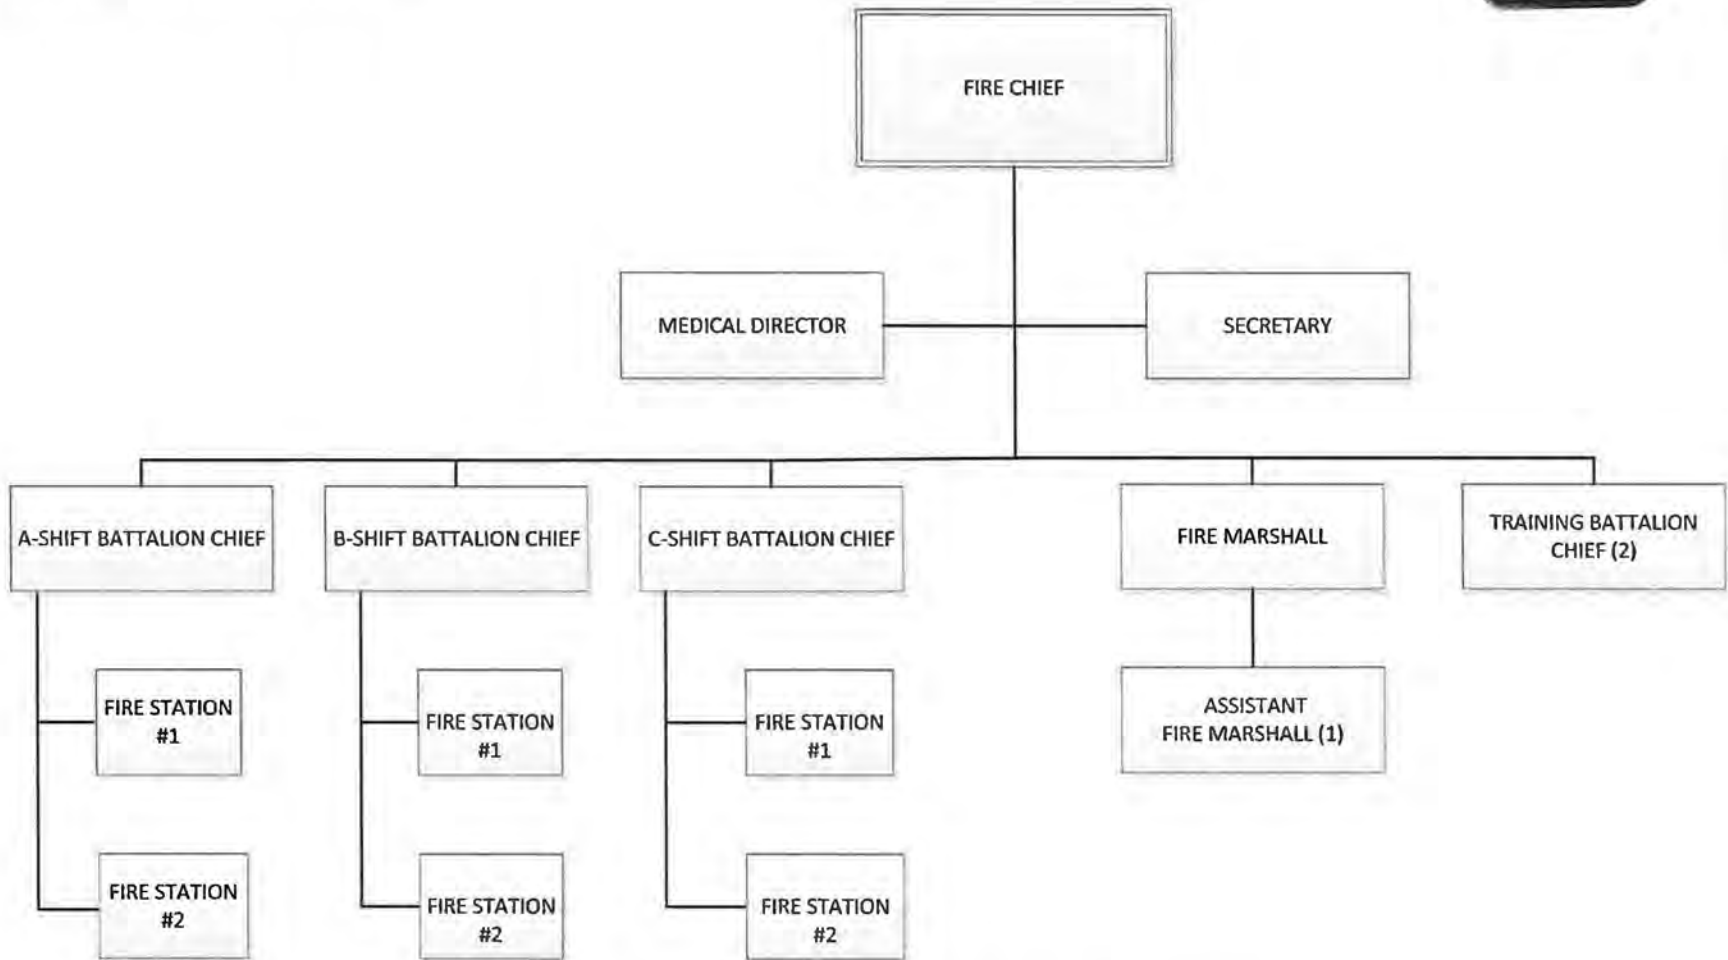 FIRE CHIEF
MEDICAL DIRECTOR
SECRETARY
A-SHIFT BATTALION CHIEF
B-SHIFT BATTALION CHIEF
C-SHIFT BATTALION CHIEF
FIRE MARSHALL
TRAINING BATTALION
CHIEF (2)
FIRE STATION
#1
FIRE STATION
#1
FIRE STATION
#1
ASSISTANT
FIRE MARSHALL (1)
FIRE STATION
#2
FIRE STATION
#2
FIRE STATION
#2